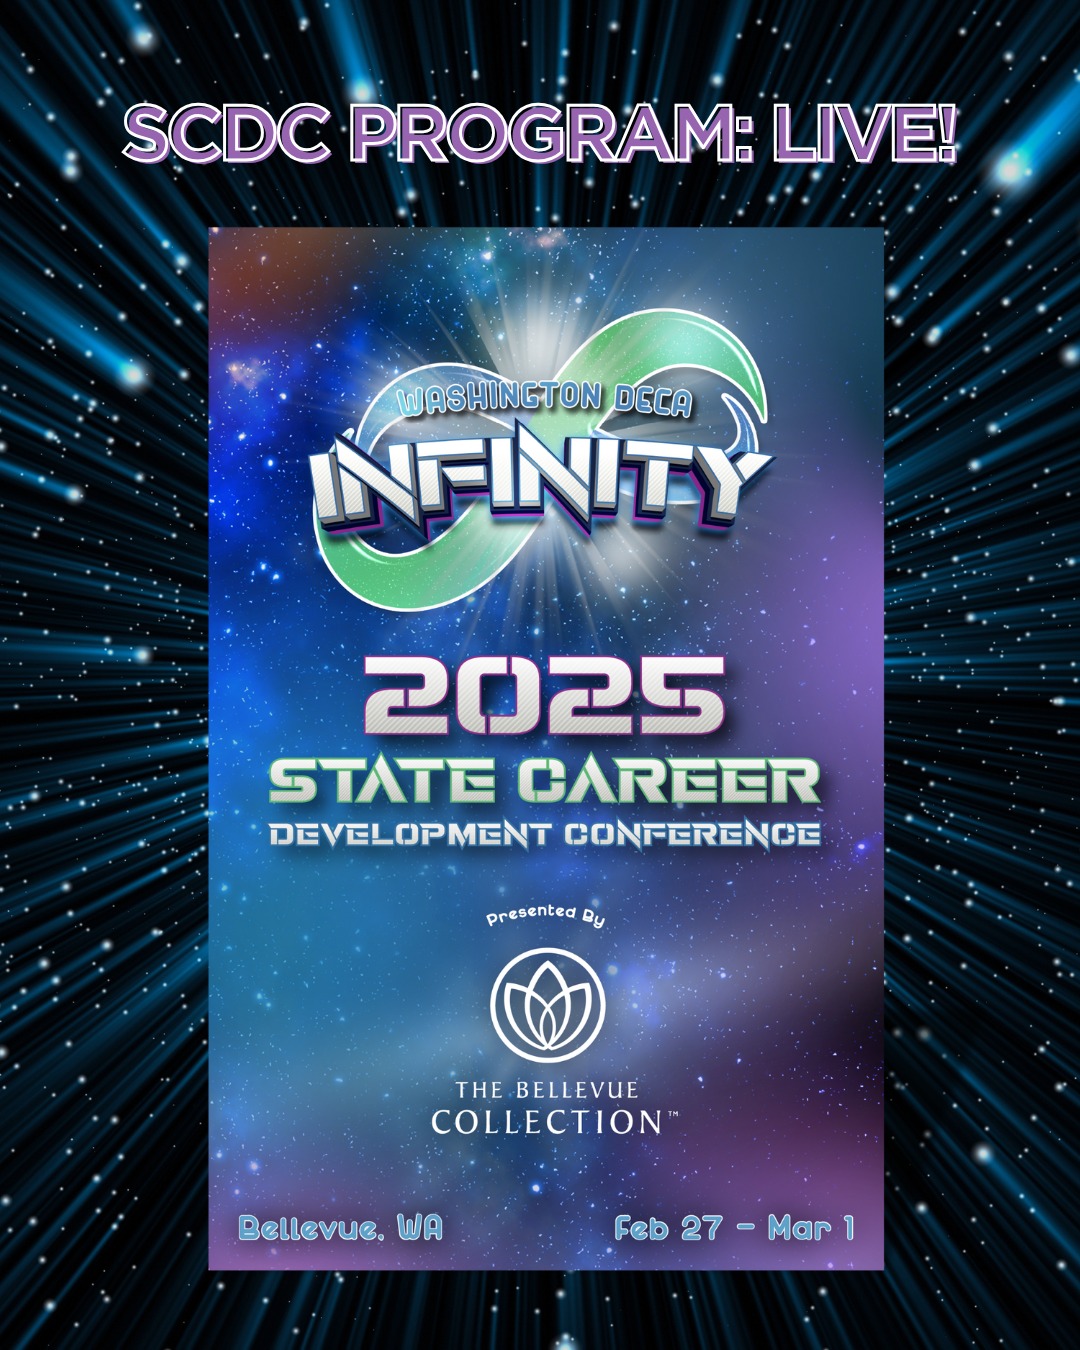 SCDC PROGRAM: LIVE!
WASHINGTON DECA
INFINITY
2025
STATE CAREER
DEVELOPMENT CONFERENCE
Presented By
THE BELLEVUE
COLLECTION™
Bellevue, WA
Feb 27 - Mar 1